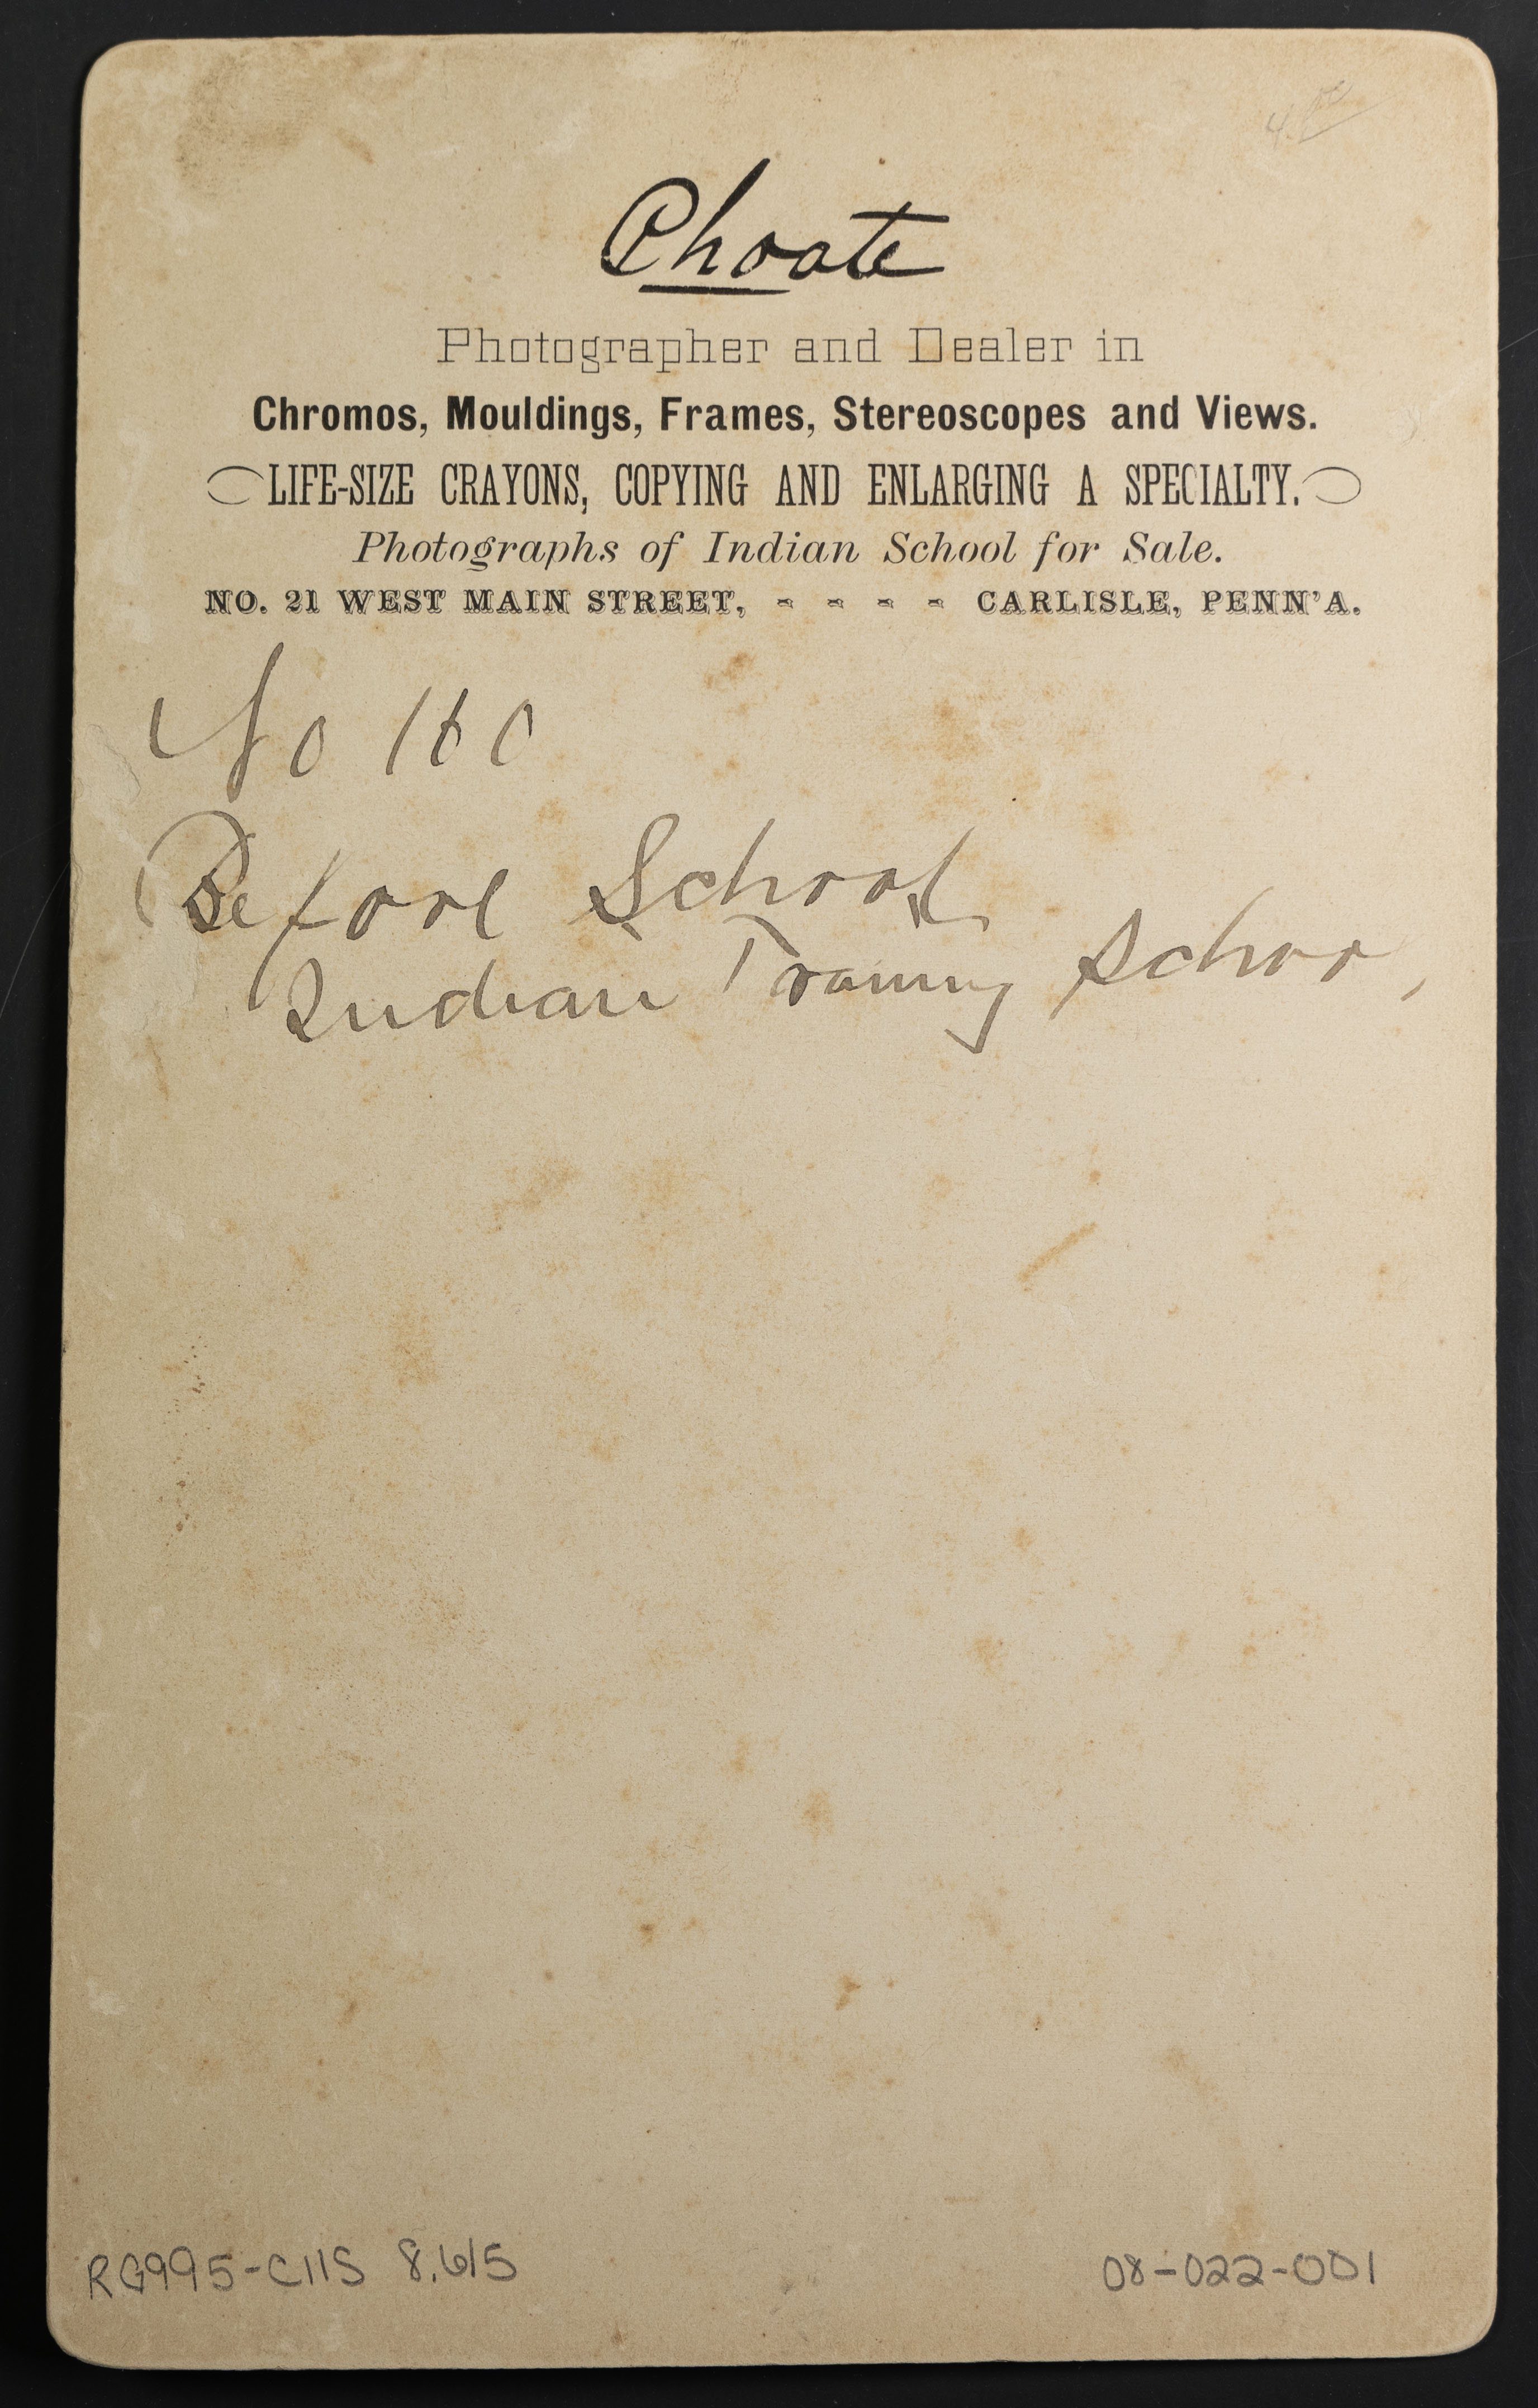 Choate
Photographer and Dealer in
Chromos, Mouldings, Frames, Stereoscopes and Views.
LIFE-SIZE CRAYONS, COPYING AND ENLARGING A SPECIALTY.
Photographs of Indian School for Sale.
NO. 21 WEST MAIN STREET, - - - - CARLISLE, PENN'A.
No
Before School
Indian Training Schoo
RG995-CIIS 8.6/5
08-022-001